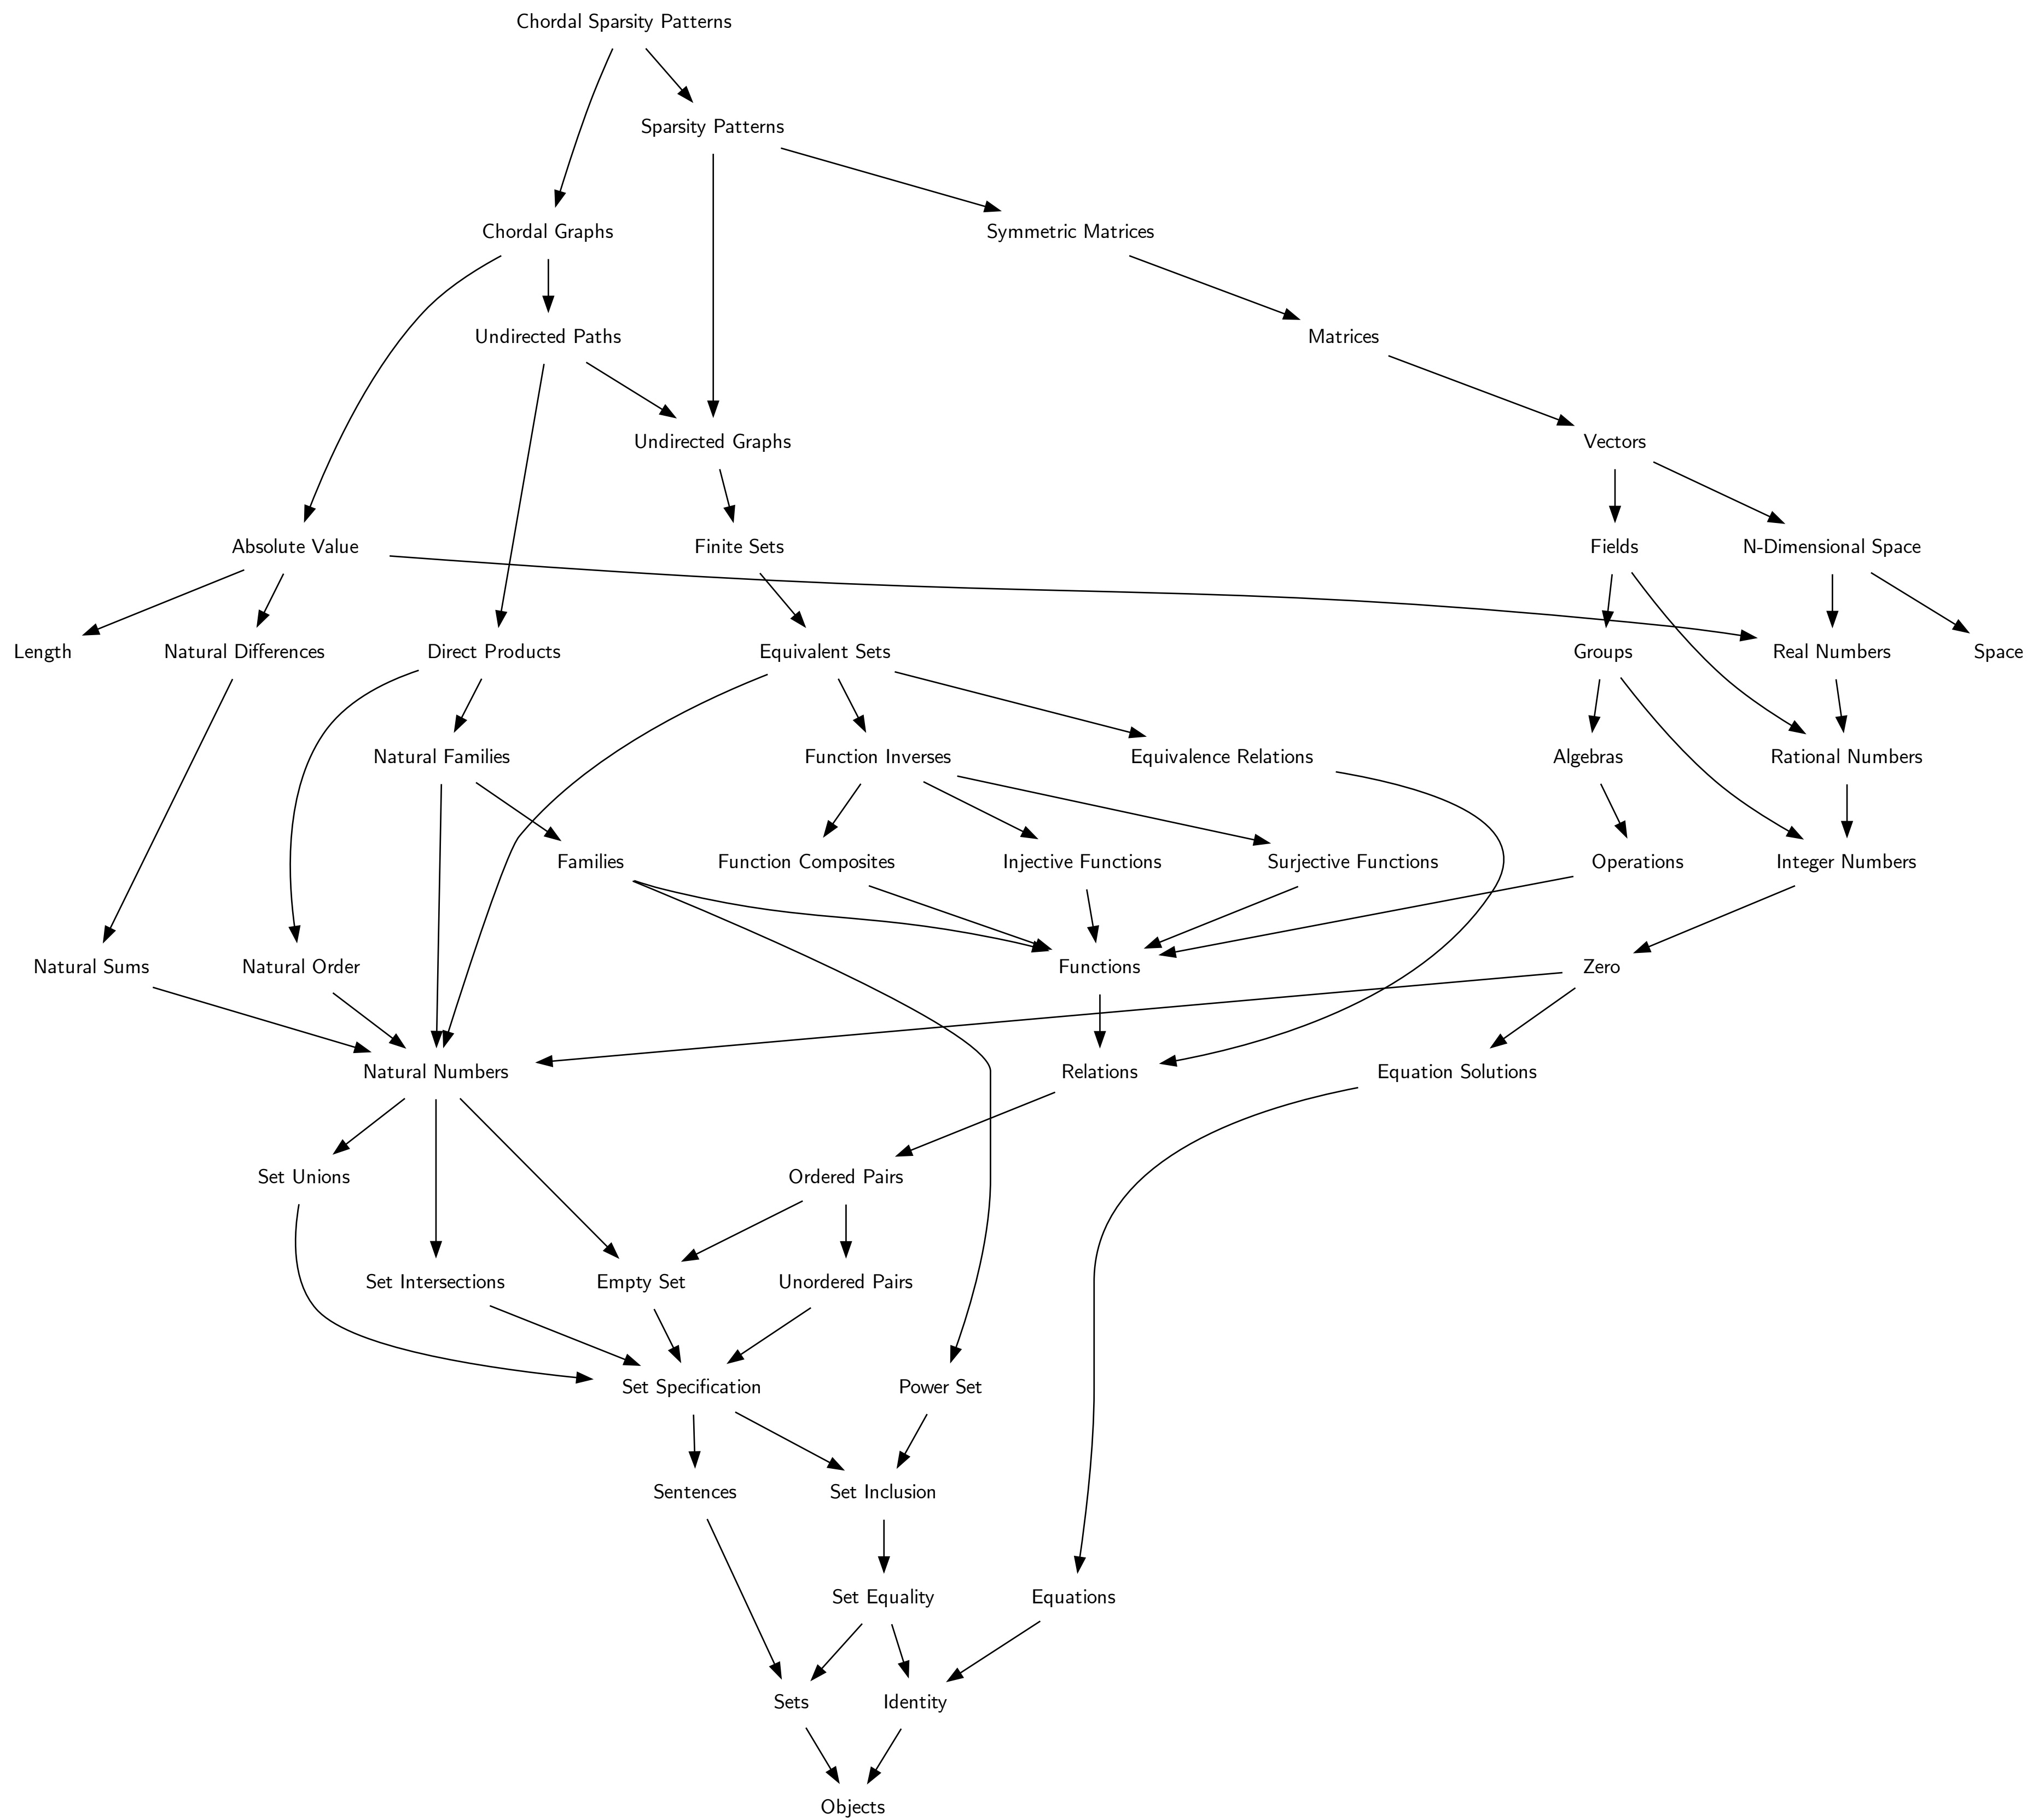 Chordal Sparsity Patterns
Sparsity Patterns
Chordal Graphs
Symmetric Matrices
Undirected Paths
Matrices
Undirected Graphs
Vectors
Absolute Value
Finite Sets
Fields
N-Dimensional Space
Length
Natural Differences
Direct Products
Equivalent Sets
Groups
Real Numbers
Space
Natural Families
Function Inverses
Equivalence Relations
Algebras
Rational Numbers
Families
Function Composites
Injective Functions
Surjective Functions
Operations
Integer Numbers
Natural Sums
Natural Order
Functions
Zero
Natural Numbers
Relations
Equation Solutions
Set Unions
Ordered Pairs
Set Intersections
Empty Set
Unordered Pairs
Set Specification
Power Set
Sentences
Set Inclusion
Set Equality
Equations
Sets
Identity
Objects